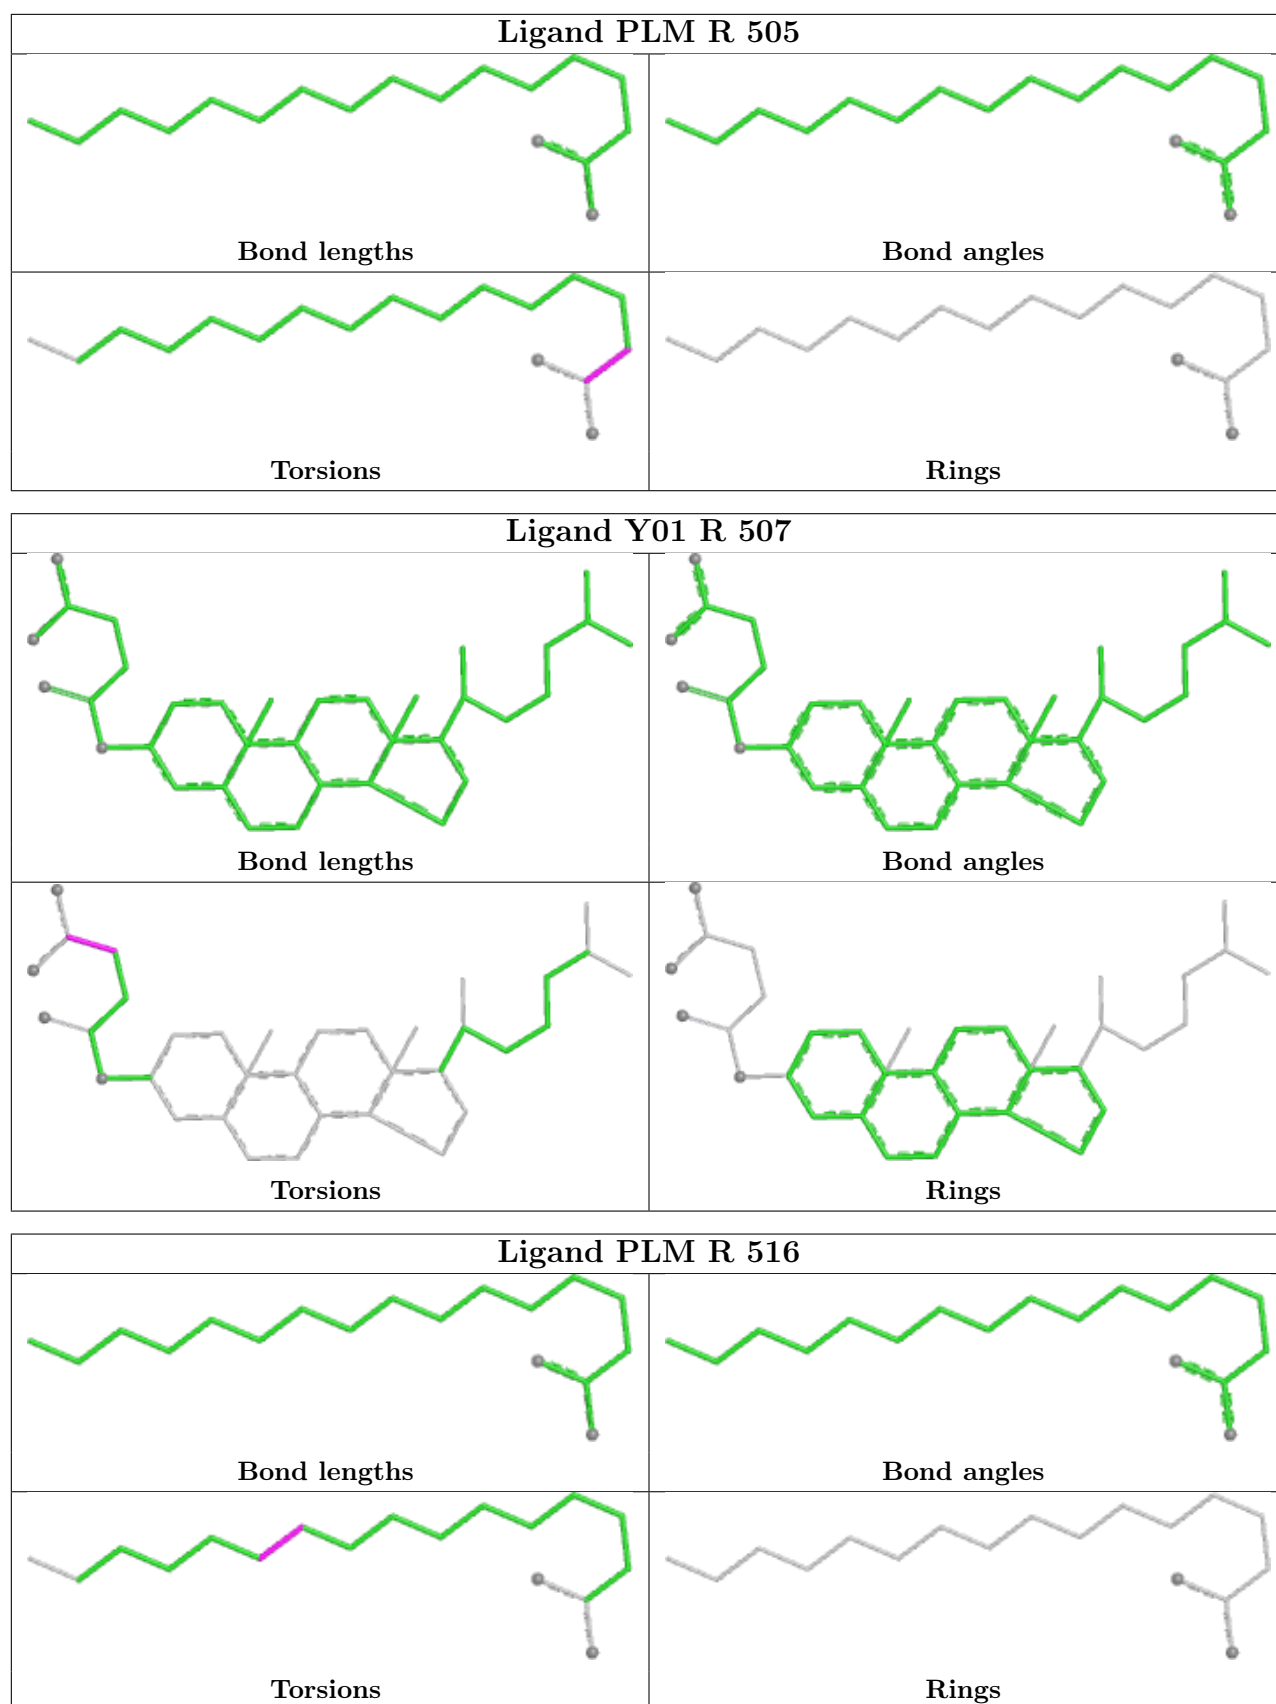 Ligand PLM R 505
Bond lengths
Bond angles
Torsions
Rings
Ligand Y01 R 507
Bond lengths
Bond angles
Torsions
Rings
Ligand PLM R 516
Bond lengths
Bond angles
Torsions
Rings